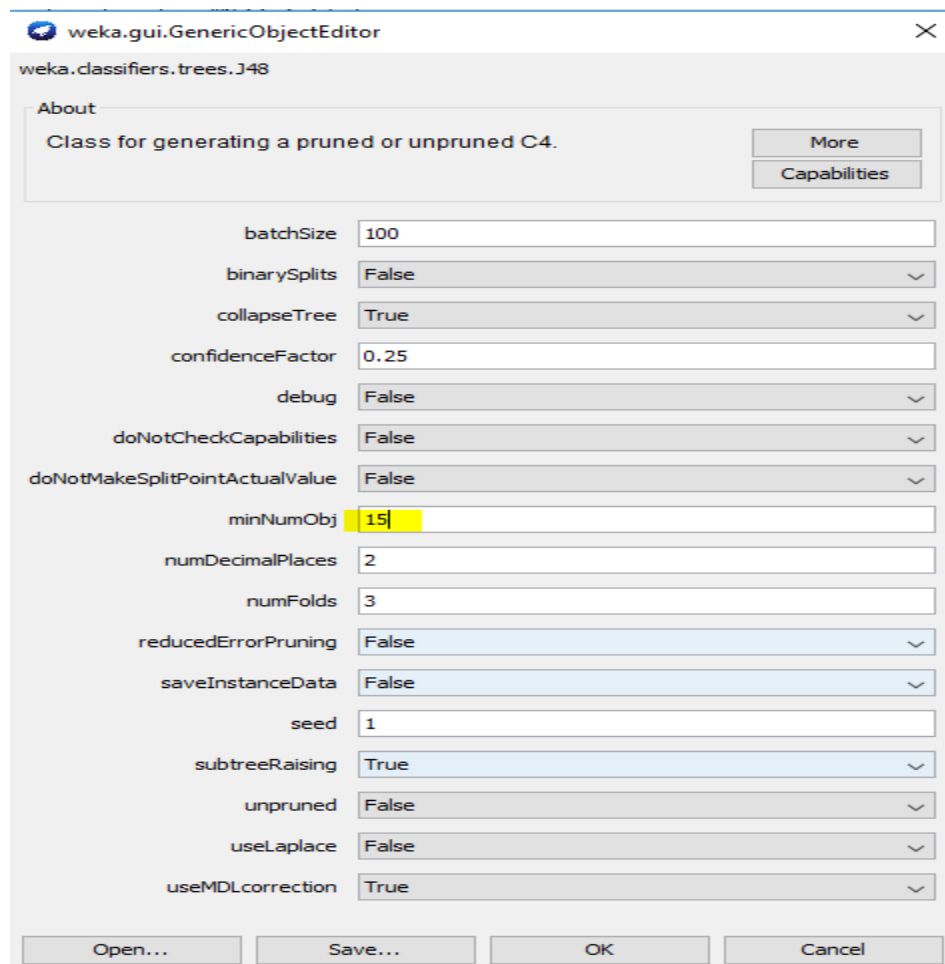 weka.gui.GenericObjectEditor
weka.classifiers.trees.J48
About
Class for generating a pruned or unpruned C4.
More
Capabilities
batchSize 100
binarySplits False
collapseTree True
confidenceFactor 0.25
debug False
doNotCheckCapabilities False
doNotMakeSplitPointActualValue False
minNumObj 15
numDecimalPlaces 2
numFolds 3
reducedErrorPruning False
saveInstanceData False
seed 1
subtreeRaising True
unpruned False
useLaplace False
useMDLcorrection True
Open... Save... OK Cancel